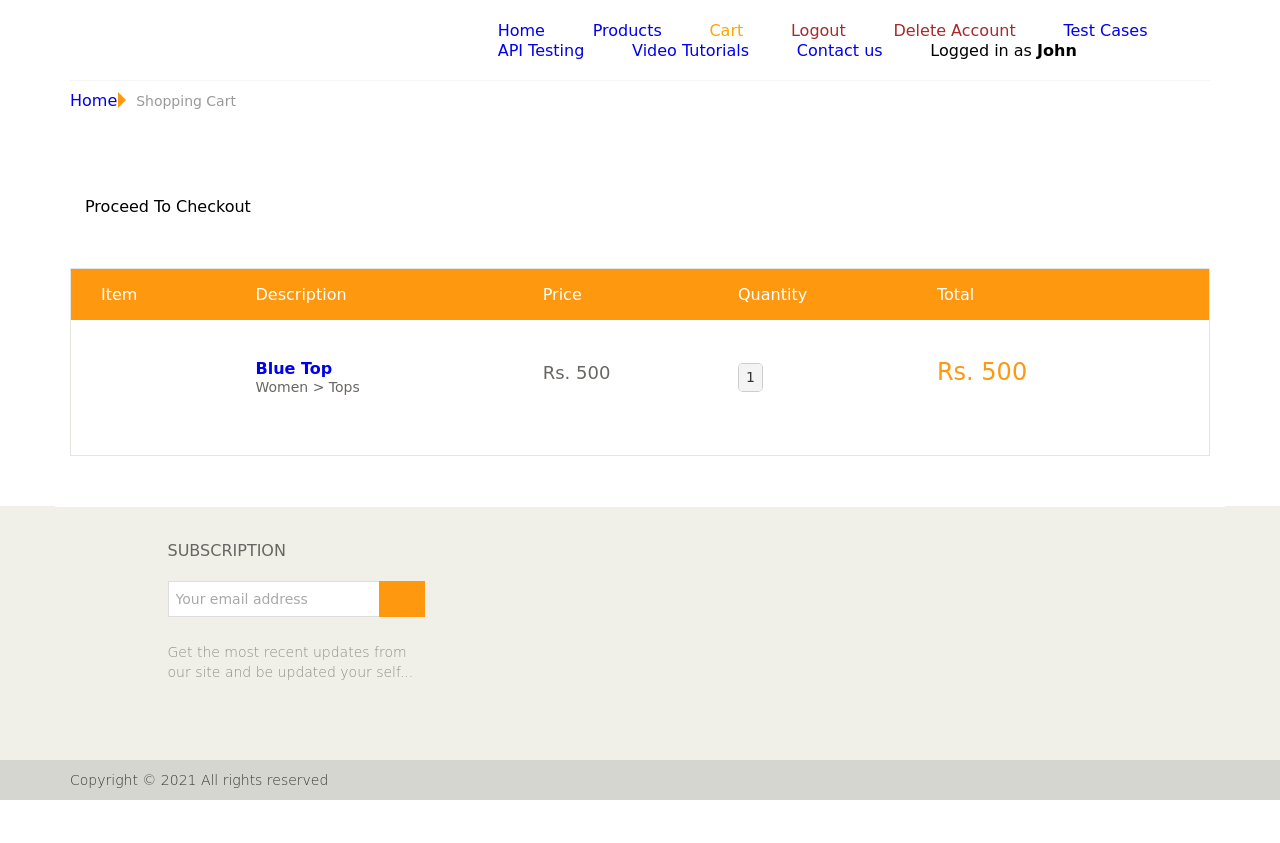 Home Products Cart Logout Delete Account Test Cases
API Testing Video Tutorials Contact us Logged in as John
Home Shopping Cart
Proceed To Checkout
Item Description Price Quantity Total
Blue Top
Women > Tops
Rs. 500
1
Rs. 500
SUBSCRIPTION
Your email address
Get the most recent updates from
our site and be updated your self...
Copyright © 2021 All rights reserved